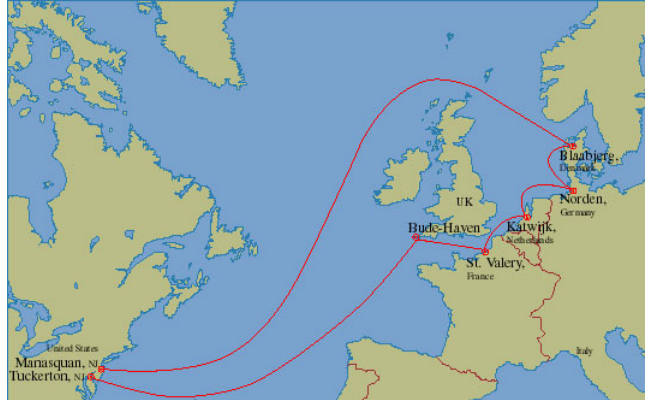 Blaabjerg,
Denmark
Norden,
Germany
UK
Bude-Haven
Katwijk,
Netherlands
St. Valery,
France
United States
Manasquan, NJ
Tuckerton, NJ
Italy